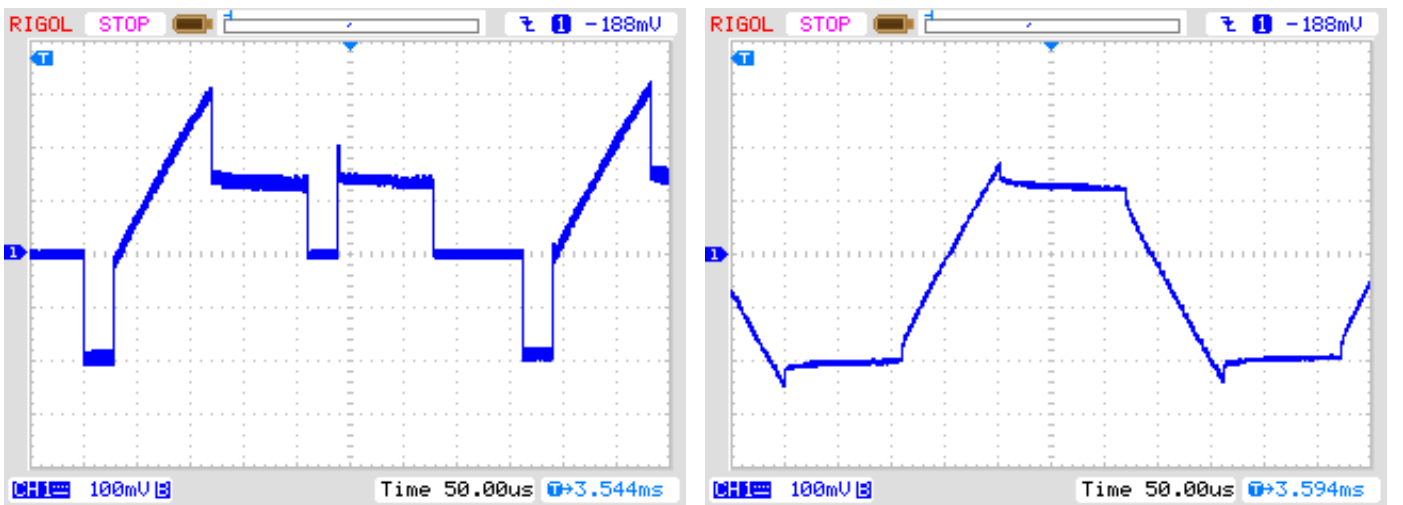 RIGOL STOP 1 -188mV
T
1
CH1 100mV B Time 50.00us T→3.544ms
RIGOL STOP 1 -188mV
T
1
CH1 100mV B Time 50.00us T→3.594ms